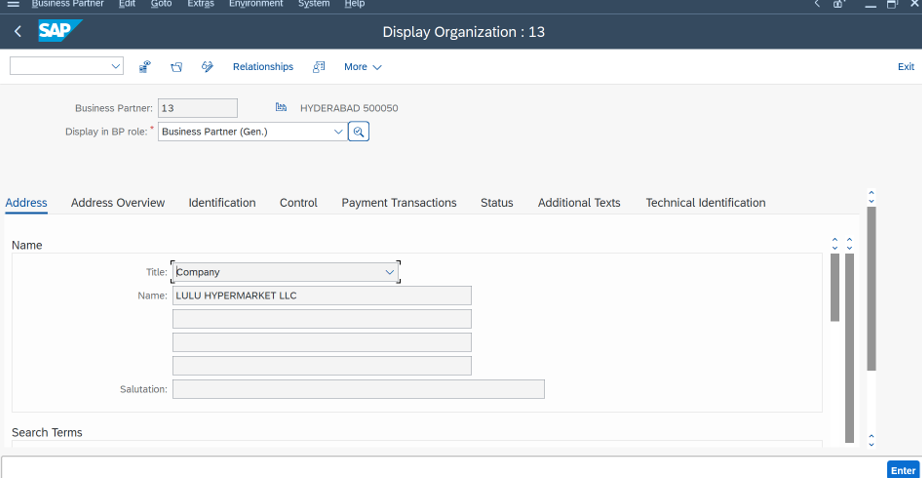 Business Partner Edit Goto Extras Environment System Help
SAP Display Organization : 13
Relationships More Exit
Business Partner: 13 HYDERABAD 500050
Display in BP role: * Business Partner (Gen.)
Address Address Overview Identification Control Payment Transactions Status Additional Texts Technical Identification
Name
Title: Company
Name: LULU HYPERMARKET LLC
Salutation:
Search Terms
Enter